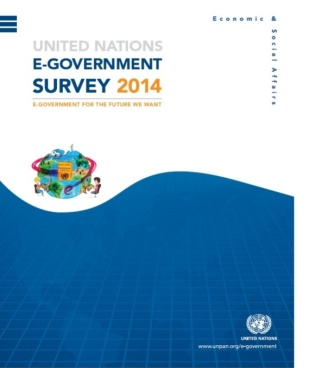 Economic &
Social Affairs
UNITED NATIONS
E-GOVERNMENT
SURVEY 2014
E-GOVERNMENT FOR THE FUTURE WE WANT
UNITED NATIONS
www.unpan.org/e-government